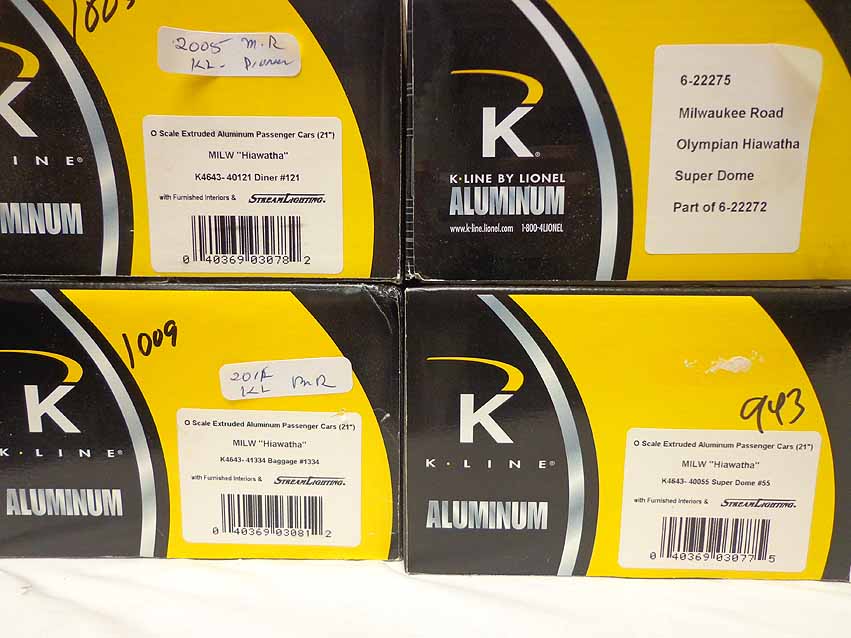 1009
2005 M.R
KL-
K
LINE®
MINUM
O Scale Extruded Aluminum Passenger Cars (21")
MILW "Hiawatha"
K4643- 40121 Diner #121
with Furnished Interiors & STREAMLIGHTING.
0 40369 03078 2
K®
K·LINE BY LIONEL
ALUMINUM
www.k-line.lionel.com 1-800-4LIONEL
6-22275
Milwaukee Road
Olympian Hiawatha
Super Dome
Part of 6-22272
1009
KL MR
K
K·LINE®
ALUMINUM
O Scale Extruded Aluminum Passenger Cars (21")
MILW "Hiawatha"
K4643- 41334 Baggage #1334
with Furnished Interiors & STREAMLIGHTING.
0 40369 03081 2
K
K·LINE®
ALUMINUM
943
O Scale Extruded Aluminum Passenger Cars (21")
MILW "Hiawatha"
K4643- 40055 Super Dome #55
with Furnished Interiors & STREAMLIGHTING.
0 40369 03077 5